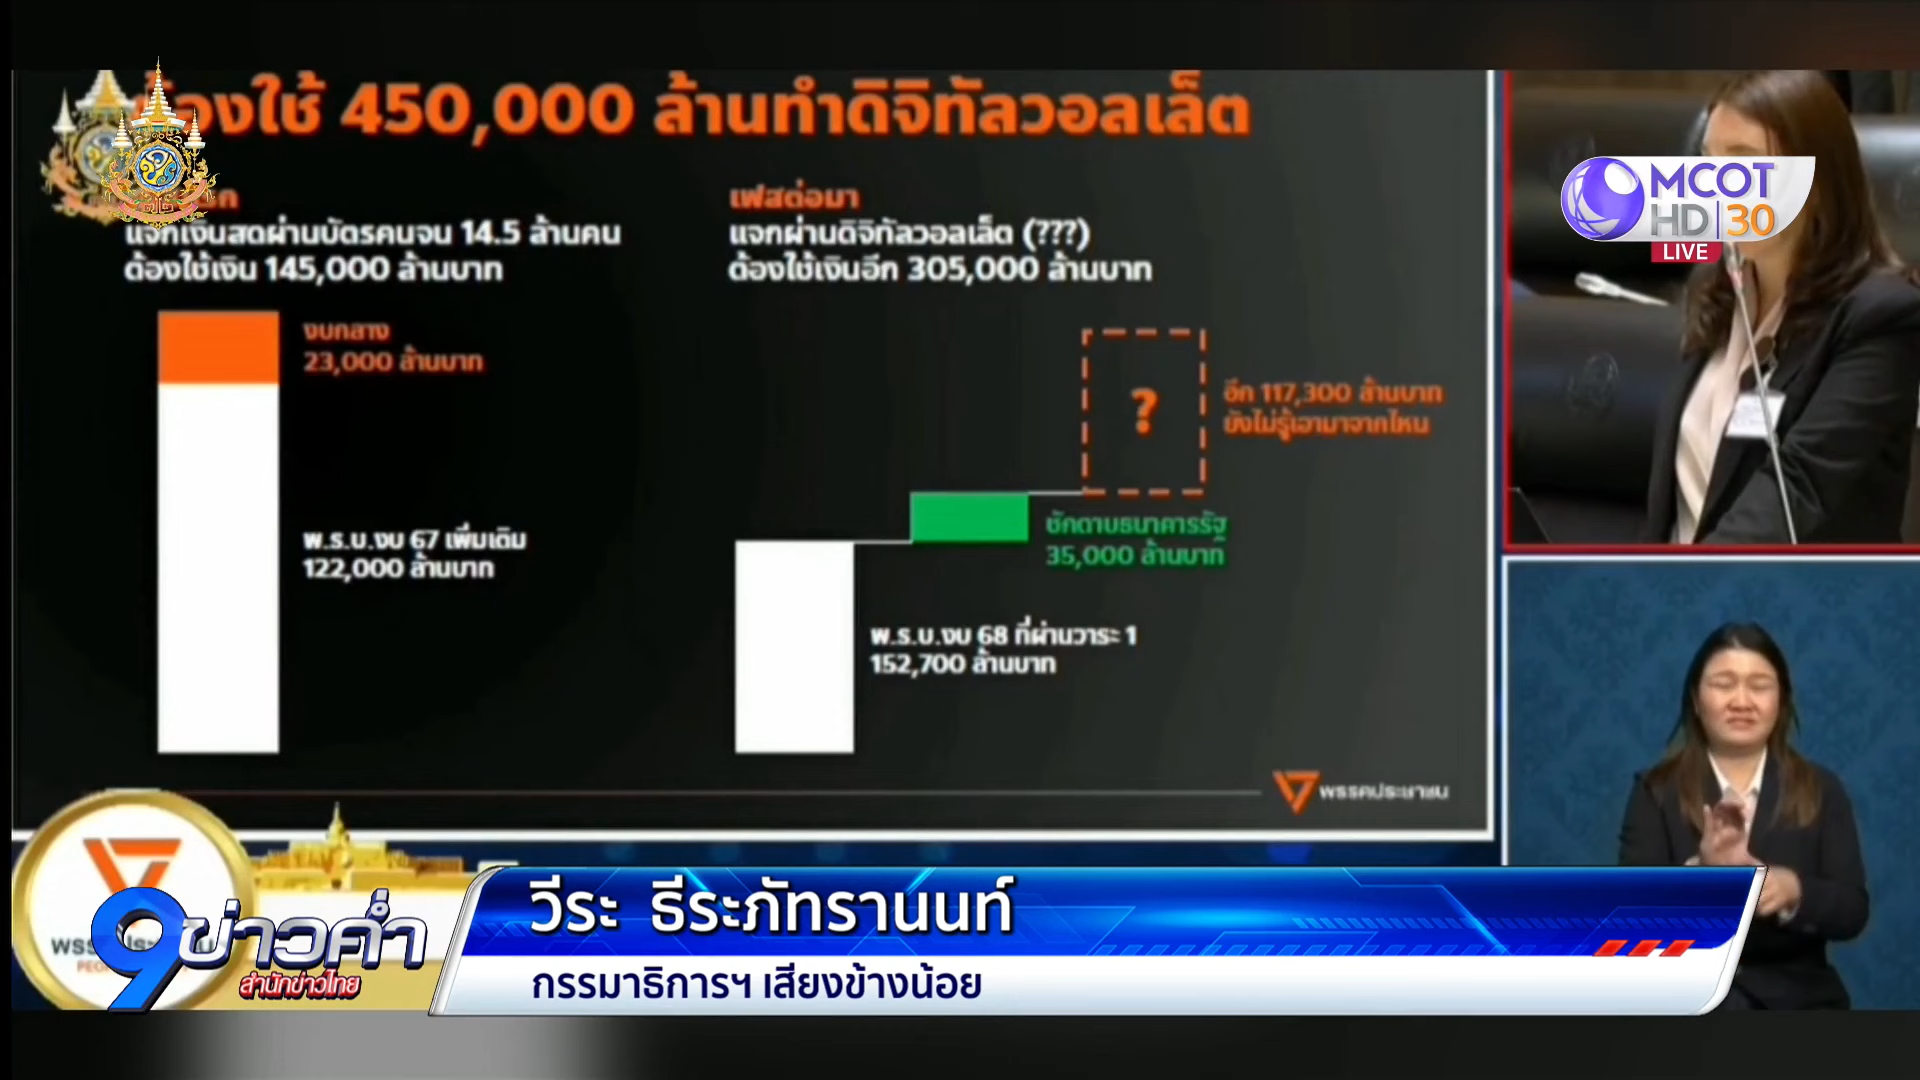 ต้องใช้ 450,000 ล้านทำดิจิทัลวอลเล็ต
แจกเงินสดผ่านบัตรคนจน 14.5 ล้านคน
ต้องใช้เงิน 145,000 ล้านบาท
งบกลาง
23,000 ล้านบาท
พ.ร.บ.งบ 67 เพิ่มเติม
122,000 ล้านบาท
เฟสต่อมา
แจกผ่านดิจิทัลวอลเล็ต (???)
ต้องใช้เงินอีก 305,000 ล้านบาท
?
อีก 117,300 ล้านบาท
ยังไม่รู้เอามาจากไหน
ชักดาบธนาคารรัฐ
35,000 ล้านบาท
พ.ร.บ.งบ 68 ที่ผ่านวาระ 1
152,700 ล้านบาท
พรรคประชาชน
MCOT
HD 30
LIVE
9 ข่าวค่ำ
สำนักข่าวไทย
วีระ ธีระภัทรานนท์
กรรมาธิการฯ เสียงข้างน้อย